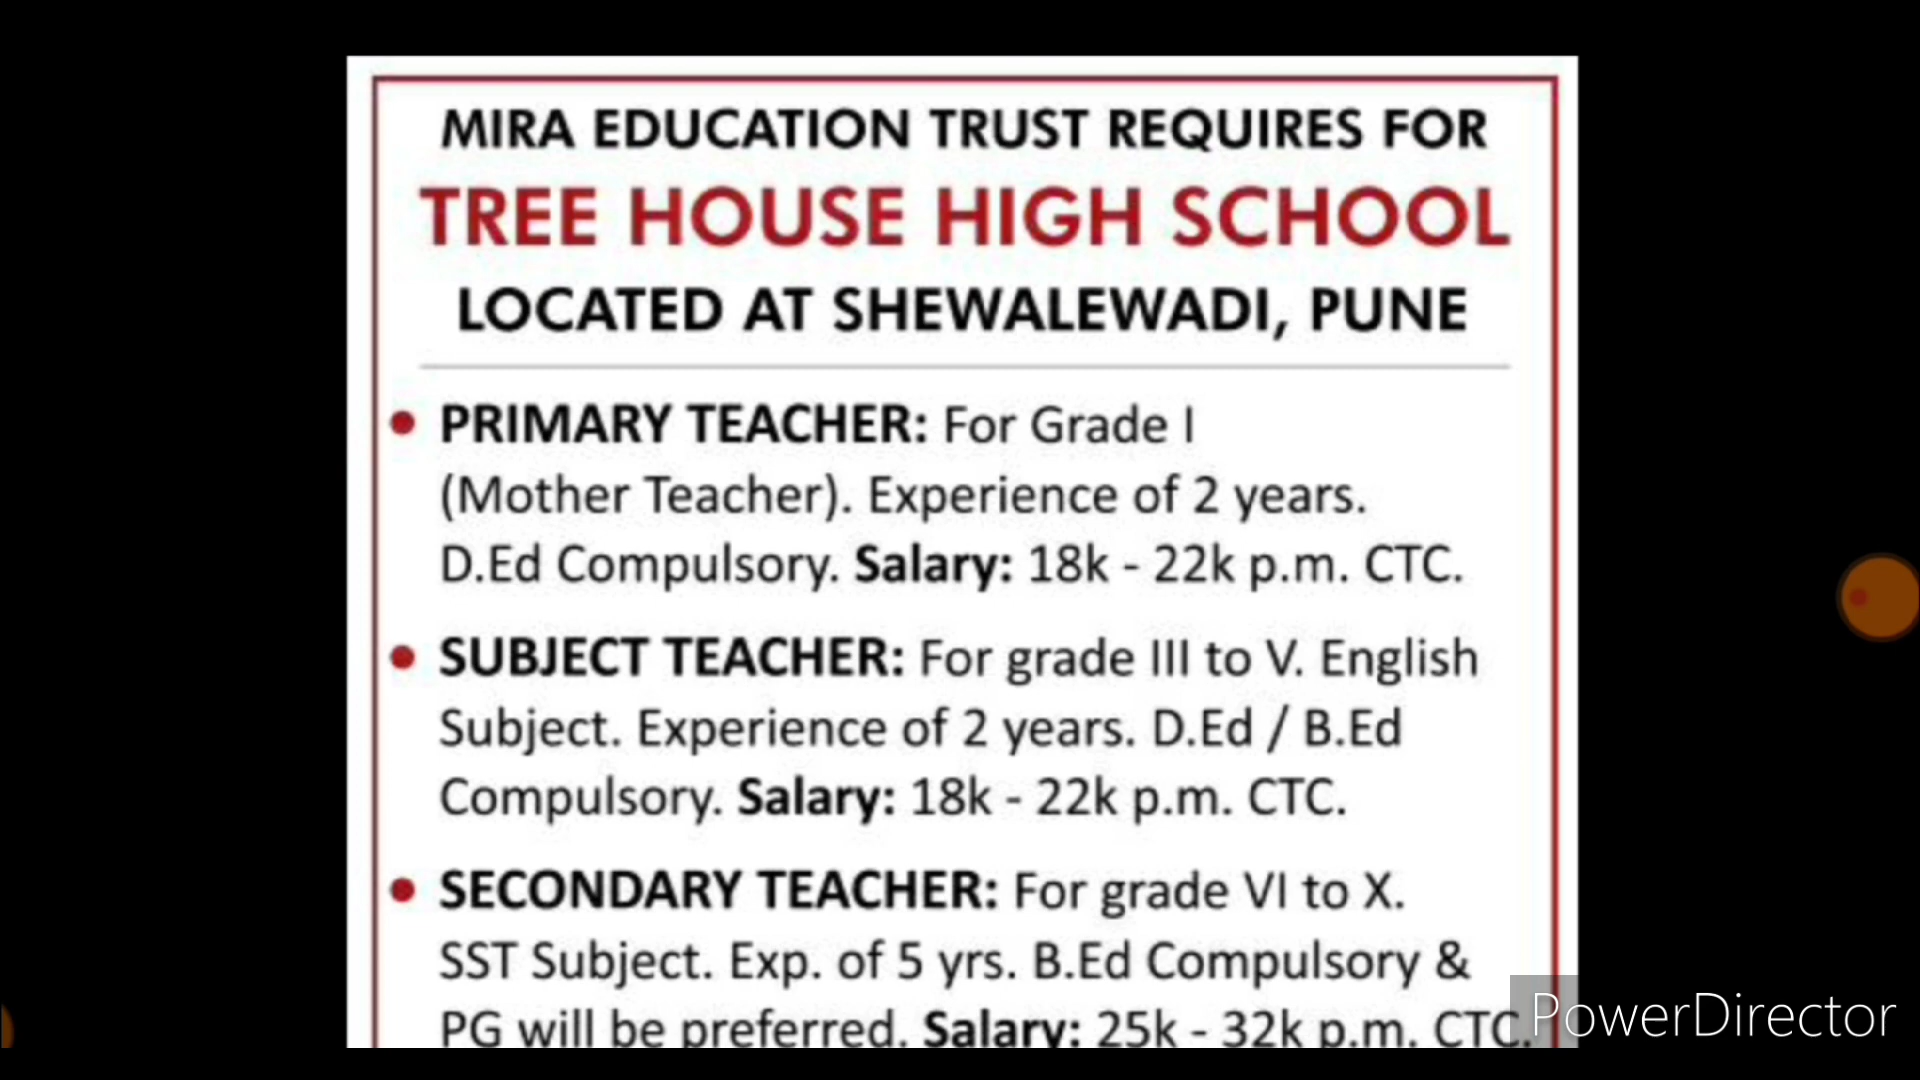 MIRA EDUCATION TRUST REQUIRES FOR
TREE HOUSE HIGH SCHOOL
LOCATED AT SHEWALEWADI, PUNE
• PRIMARY TEACHER: For Grade I
(Mother Teacher). Experience of 2 years.
D.Ed Compulsory. Salary: 18k - 22k p.m. CTC.
• SUBJECT TEACHER: For grade III to V. English
Subject. Experience of 2 years. D.Ed / B.Ed
Compulsory. Salary: 18k - 22k p.m. CTC.
• SECONDARY TEACHER: For grade VI to X.
SST Subject. Exp. of 5 yrs. B.Ed Compulsory &
PG will be preferred. Salary: 25k - 32k p.m. CTC.
PowerDirector